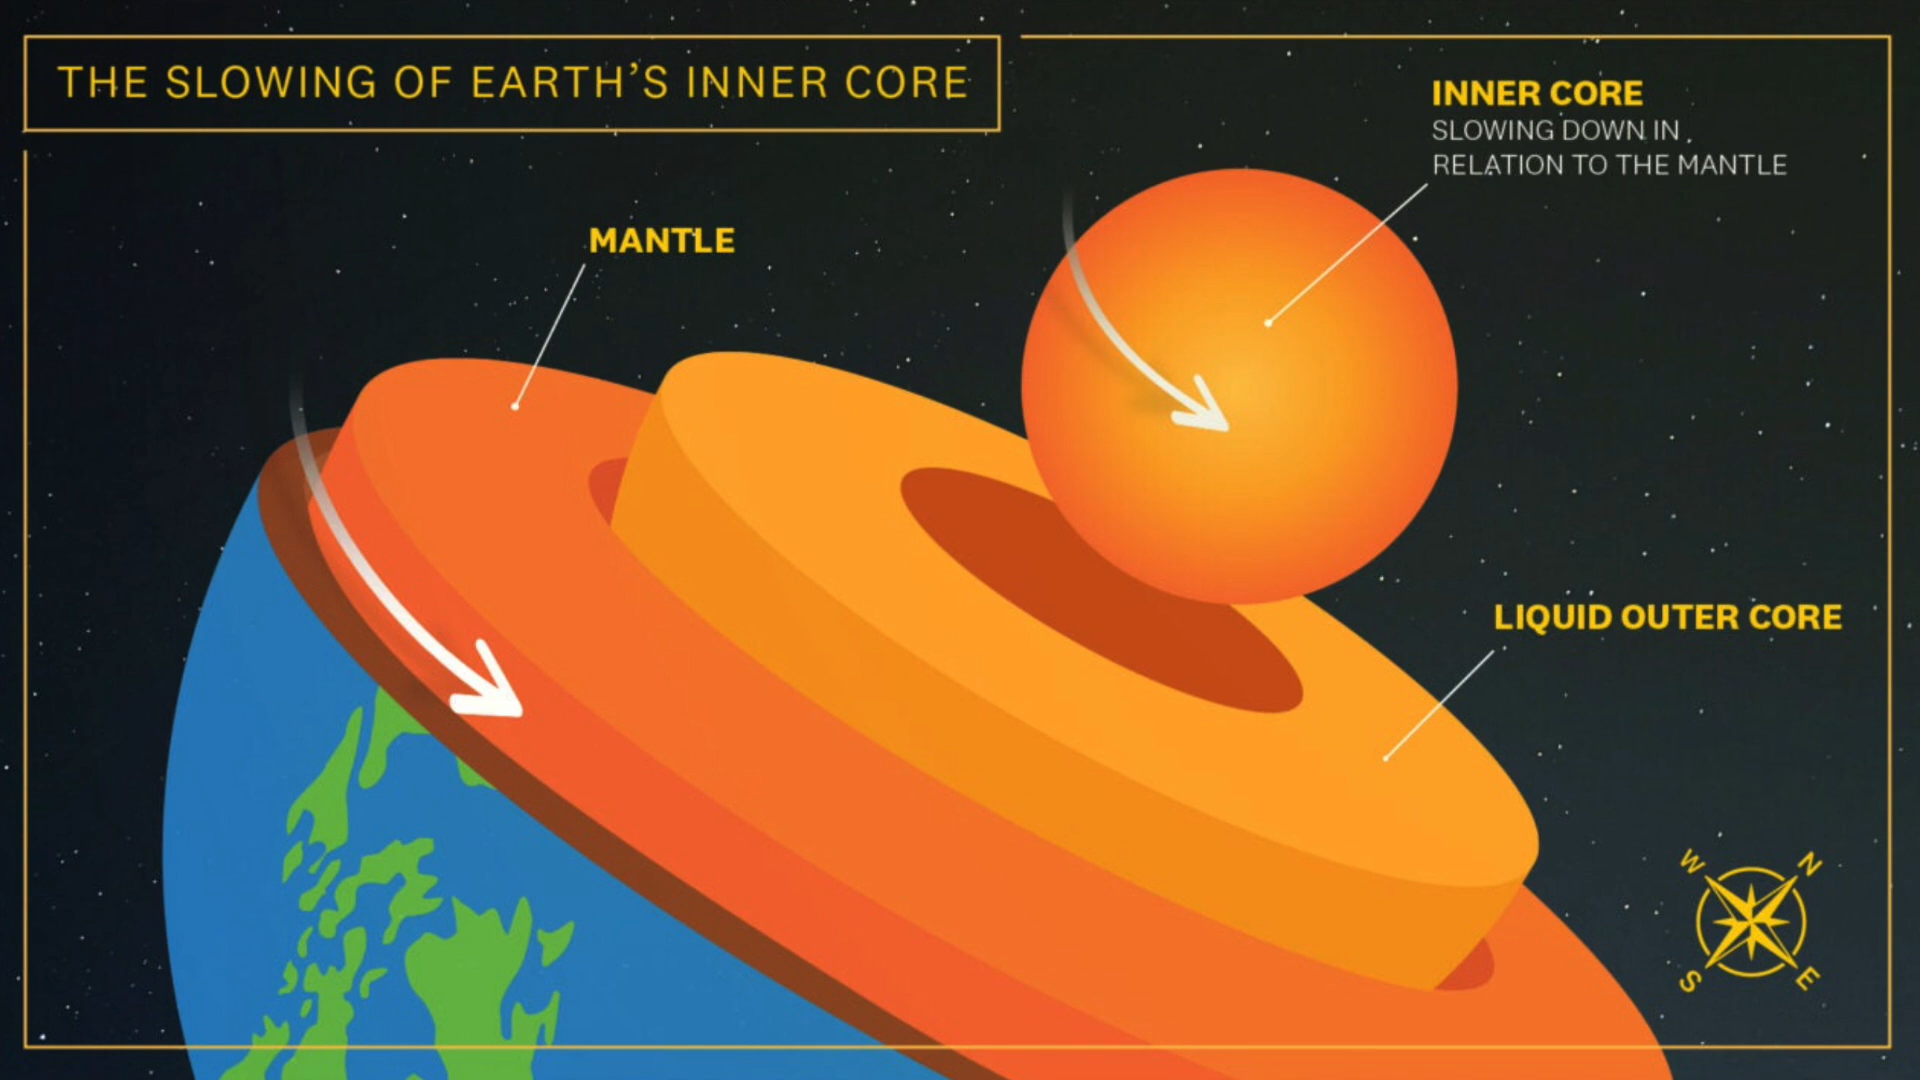 THE SLOWING OF EARTH’S INNER CORE
INNER CORE
SLOWING DOWN IN
RELATION TO THE MANTLE
MANTLE
LIQUID OUTER CORE
W N
S E